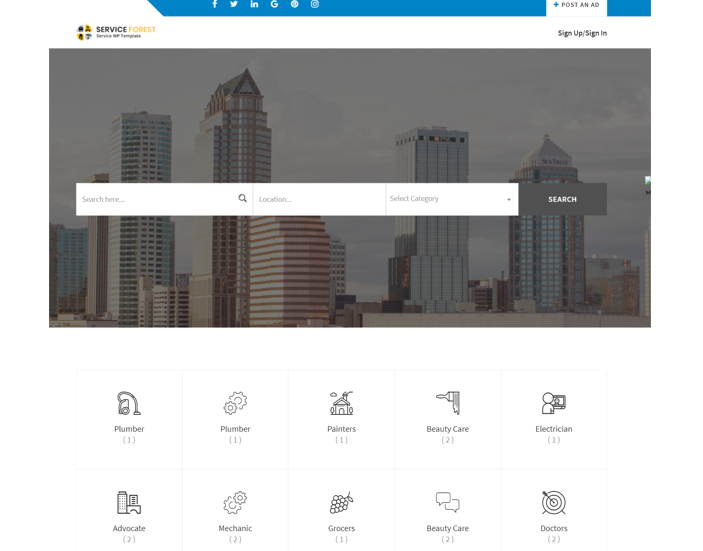 + POST AN AD
SERVICE FOREST
Service WP Template
Sign Up/Sign In
Search here...
Location...
Select Category
SEARCH
Plumber
( 1 )
Plumber
( 1 )
Painters
( 1 )
Beauty Care
( 2 )
Electrician
( 1 )
Advocate
( 2 )
Mechanic
( 2 )
Grocers
( 1 )
Beauty Care
( 2 )
Doctors
( 2 )